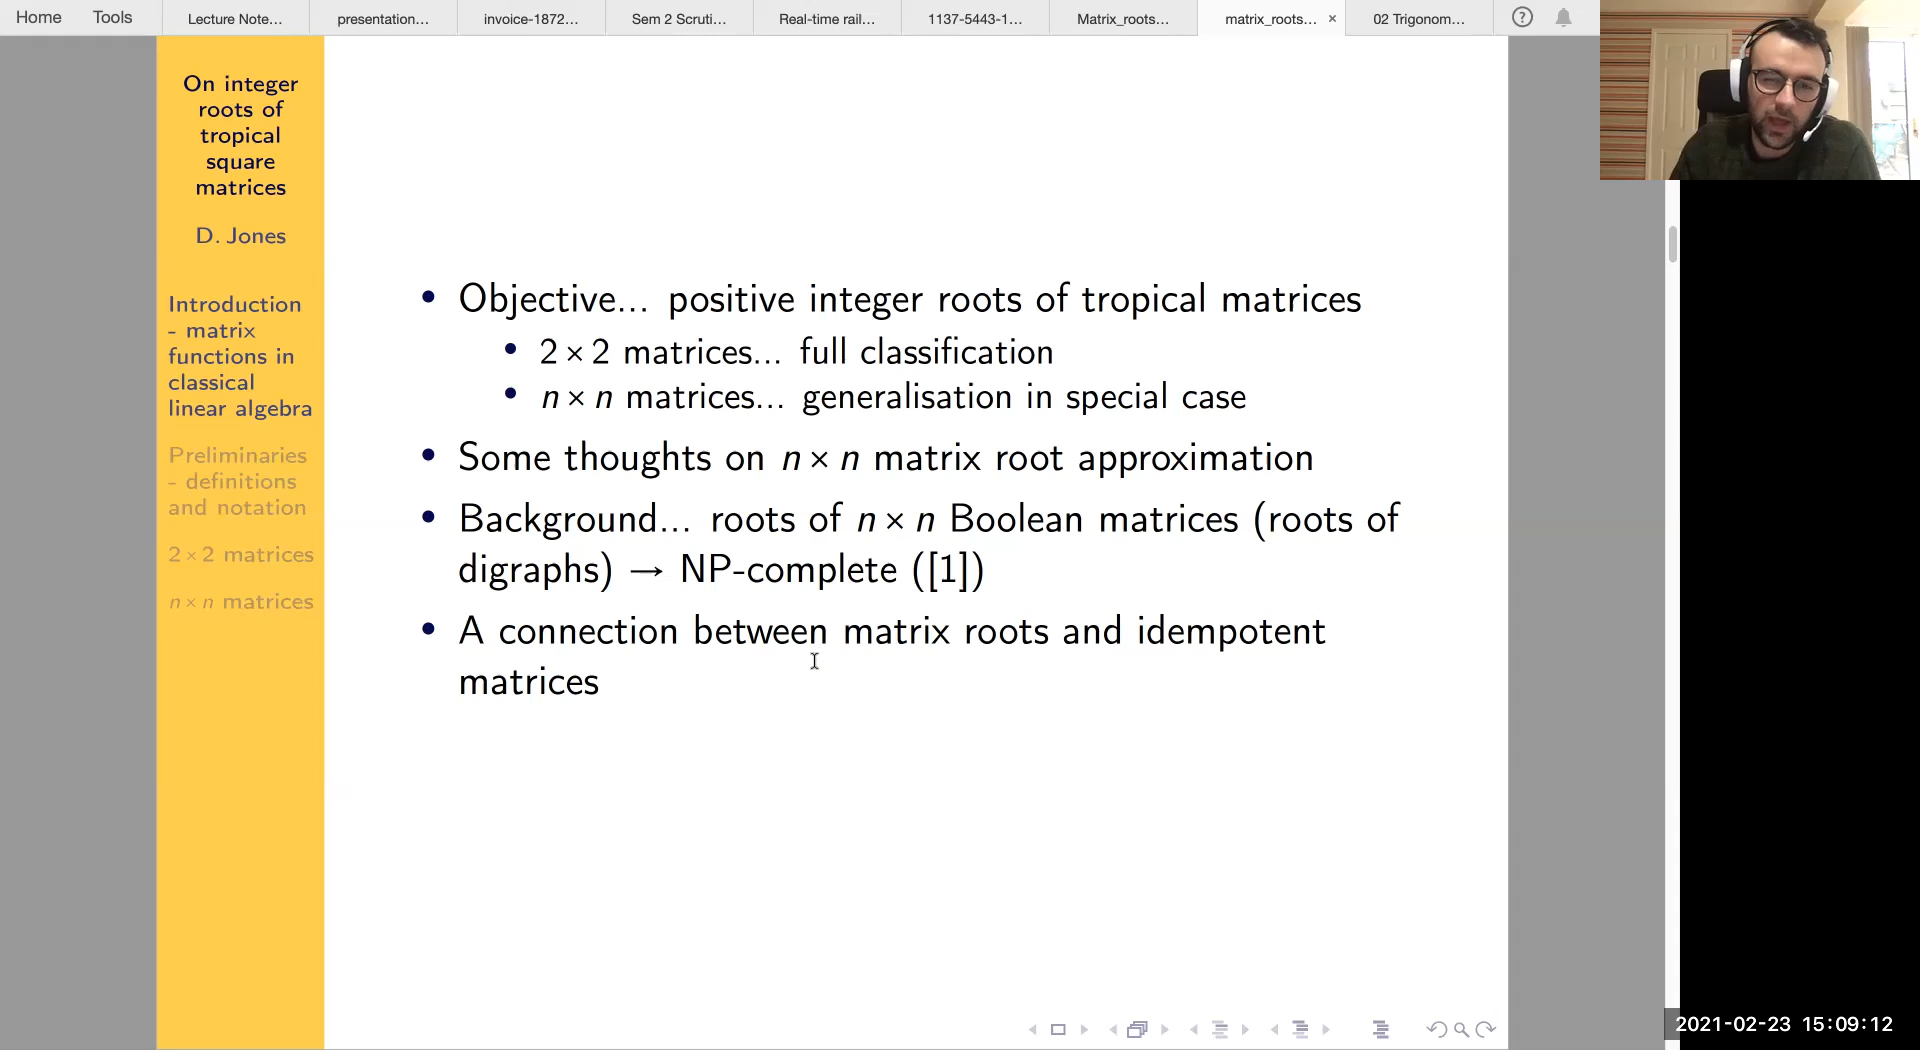 Home Tools Lecture Note... presentation... invoice-1872... Sem 2 Scruti... Real-time rail... 1137-5443-1... Matrix_roots... matrix_roots... × 02 Trigonom... ?
On integer
roots of
tropical
square
matrices
D. Jones
Introduction
- matrix
functions in
classical
linear algebra
Preliminaries
- definitions
and notation
2 × 2 matrices
n × n matrices
• Objective... positive integer roots of tropical matrices
• 2 × 2 matrices... full classification
• n × n matrices... generalisation in special case
• Some thoughts on n × n matrix root approximation
• Background... roots of n × n Boolean matrices (roots of
digraphs) → NP-complete ([1])
• A connection between matrix roots and idempotent
matrices
2021-02-23 15:09:12